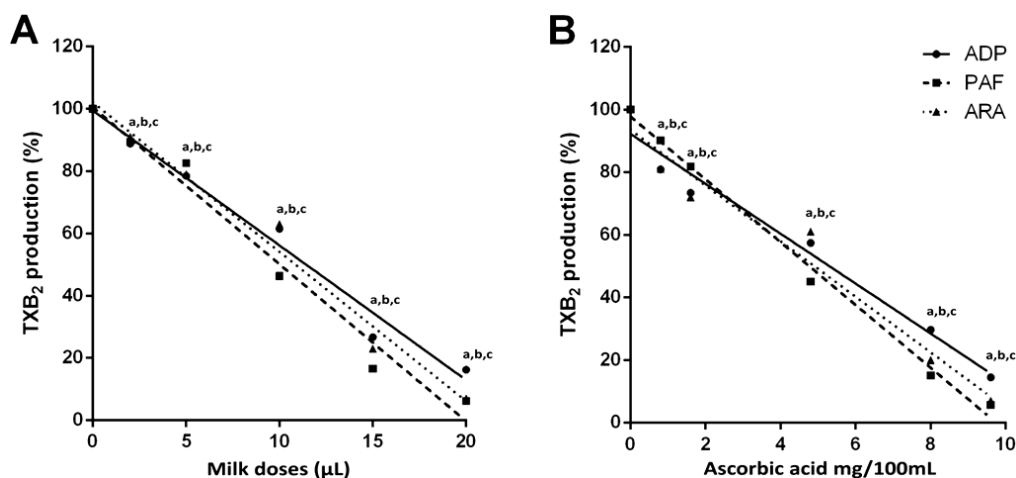 A
TXB₂ production (%)
120
100
80
60
40
20
0
a,b,c
a,b,c
a,b,c
a,b,c
a,b,c
0 5 10 15 20
Milk doses (µL)
B
TXB₂ production (%)
120
100
80
60
40
20
0
a,b,c
a,b,c
a,b,c
a,b,c
a,b,c
0 2 4 6 8 10
Ascorbic acid mg/100mL
ADP
PAF
ARA